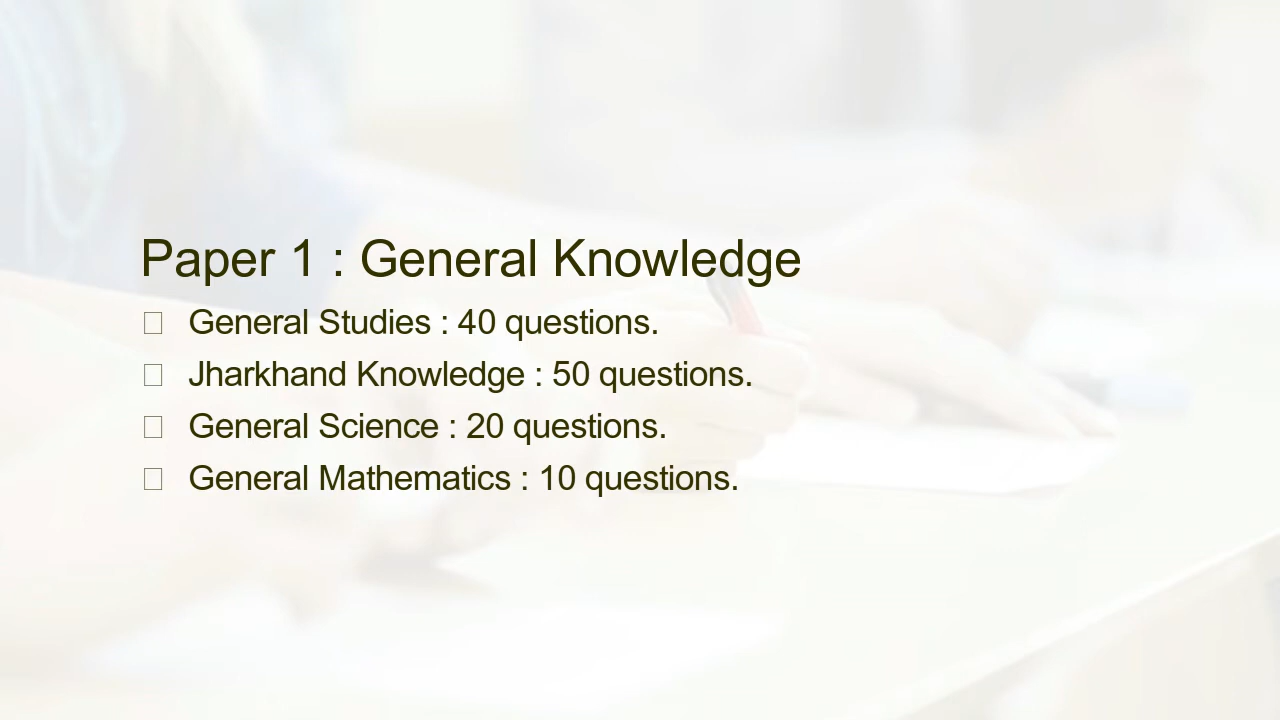 Paper 1 : General Knowledge
General Studies : 40 questions.
Jharkhand Knowledge : 50 questions.
General Science : 20 questions.
General Mathematics : 10 questions.